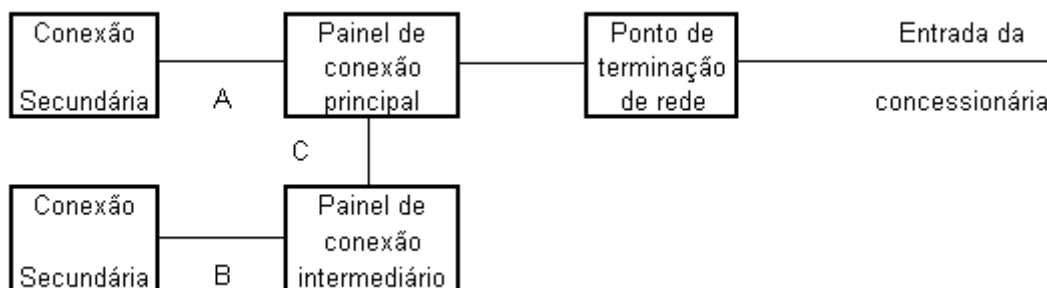 Conexão
Secundária
A
Painel de
conexão
principal
Ponto de
terminação
de rede
Entrada da
concessionária
C
Conexão
Secundária
B
Painel de
conexão
intermediário